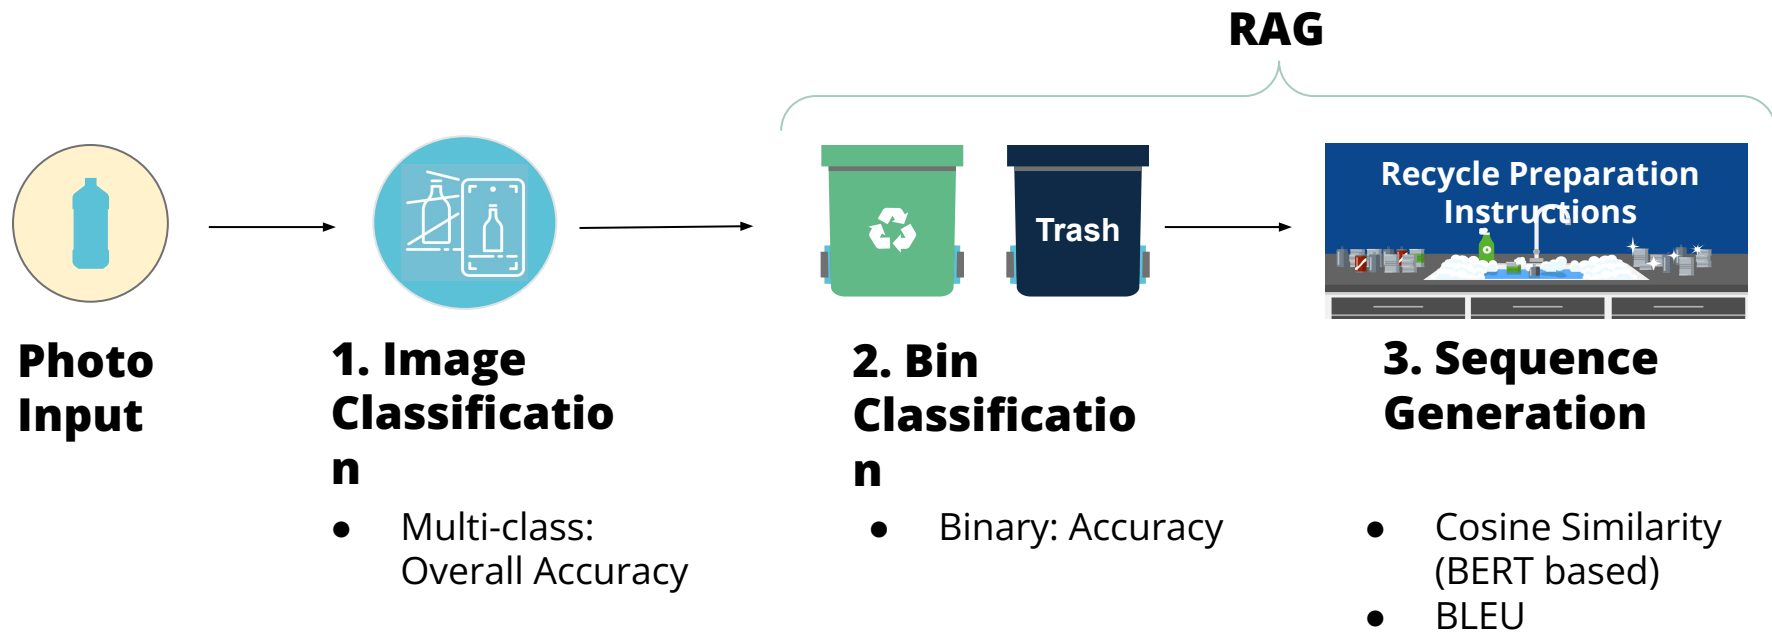 RAG
Trash
Recycle Preparation
Instructions
Photo
Input
1. Image
Classificatio
n
● Multi-class:
Overall Accuracy
2. Bin
Classificatio
n
● Binary: Accuracy
3. Sequence
Generation
● Cosine Similarity
(BERT based)
● BLEU